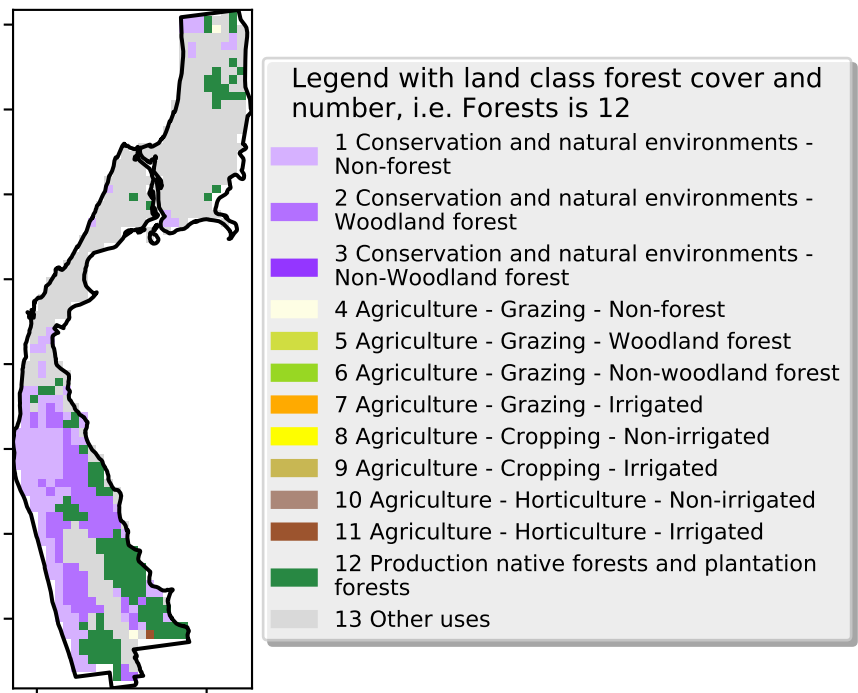 Legend with land class forest cover and
number, i.e. Forests is 12
1 Conservation and natural environments -
Non-forest
2 Conservation and natural environments -
Woodland forest
3 Conservation and natural environments -
Non-Woodland forest
4 Agriculture - Grazing - Non-forest
5 Agriculture - Grazing - Woodland forest
6 Agriculture - Grazing - Non-woodland forest
7 Agriculture - Grazing - Irrigated
8 Agriculture - Cropping - Non-irrigated
9 Agriculture - Cropping - Irrigated
10 Agriculture - Horticulture - Non-irrigated
11 Agriculture - Horticulture - Irrigated
12 Production native forests and plantation
forests
13 Other uses